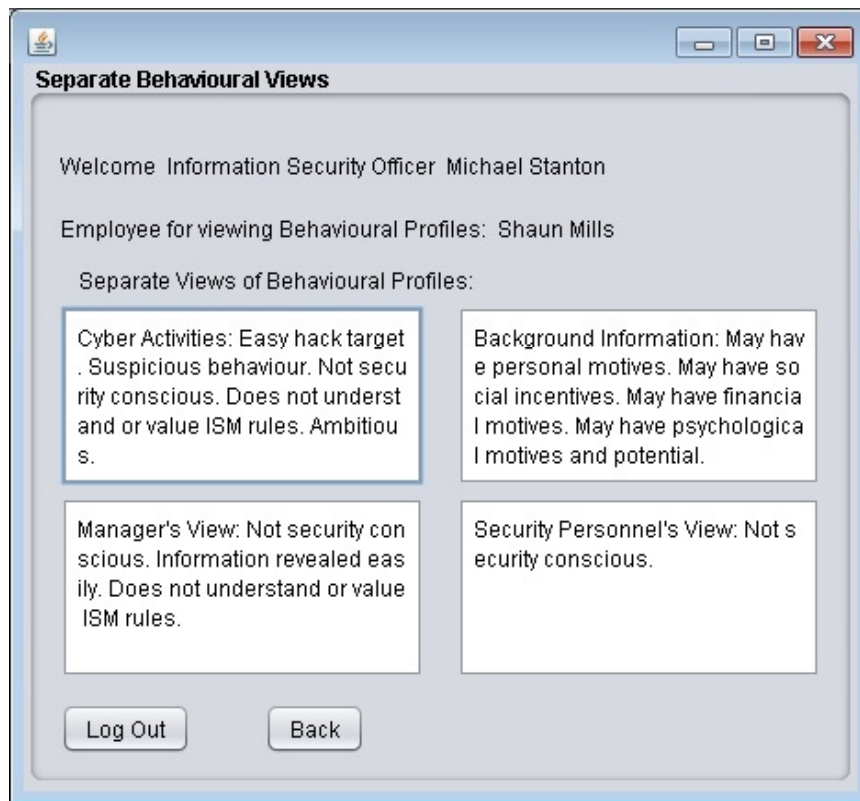 Separate Behavioural Views
Welcome Information Security Officer Michael Stanton
Employee for viewing Behavioural Profiles: Shaun Mills
Separate Views of Behavioural Profiles:
Cyber Activities: Easy hack target
. Suspicious behaviour. Not secu
rity conscious. Does not underst
and or value ISM rules. Ambitiou
s.
Background Information: May hav
e personal motives. May have so
cial incentives. May have financia
l motives. May have psychologica
l motives and potential.
Manager's View: Not security con
scious. Information revealed eas
ily. Does not understand or value
ISM rules.
Security Personnel's View: Not s
ecurity conscious.
Log Out
Back